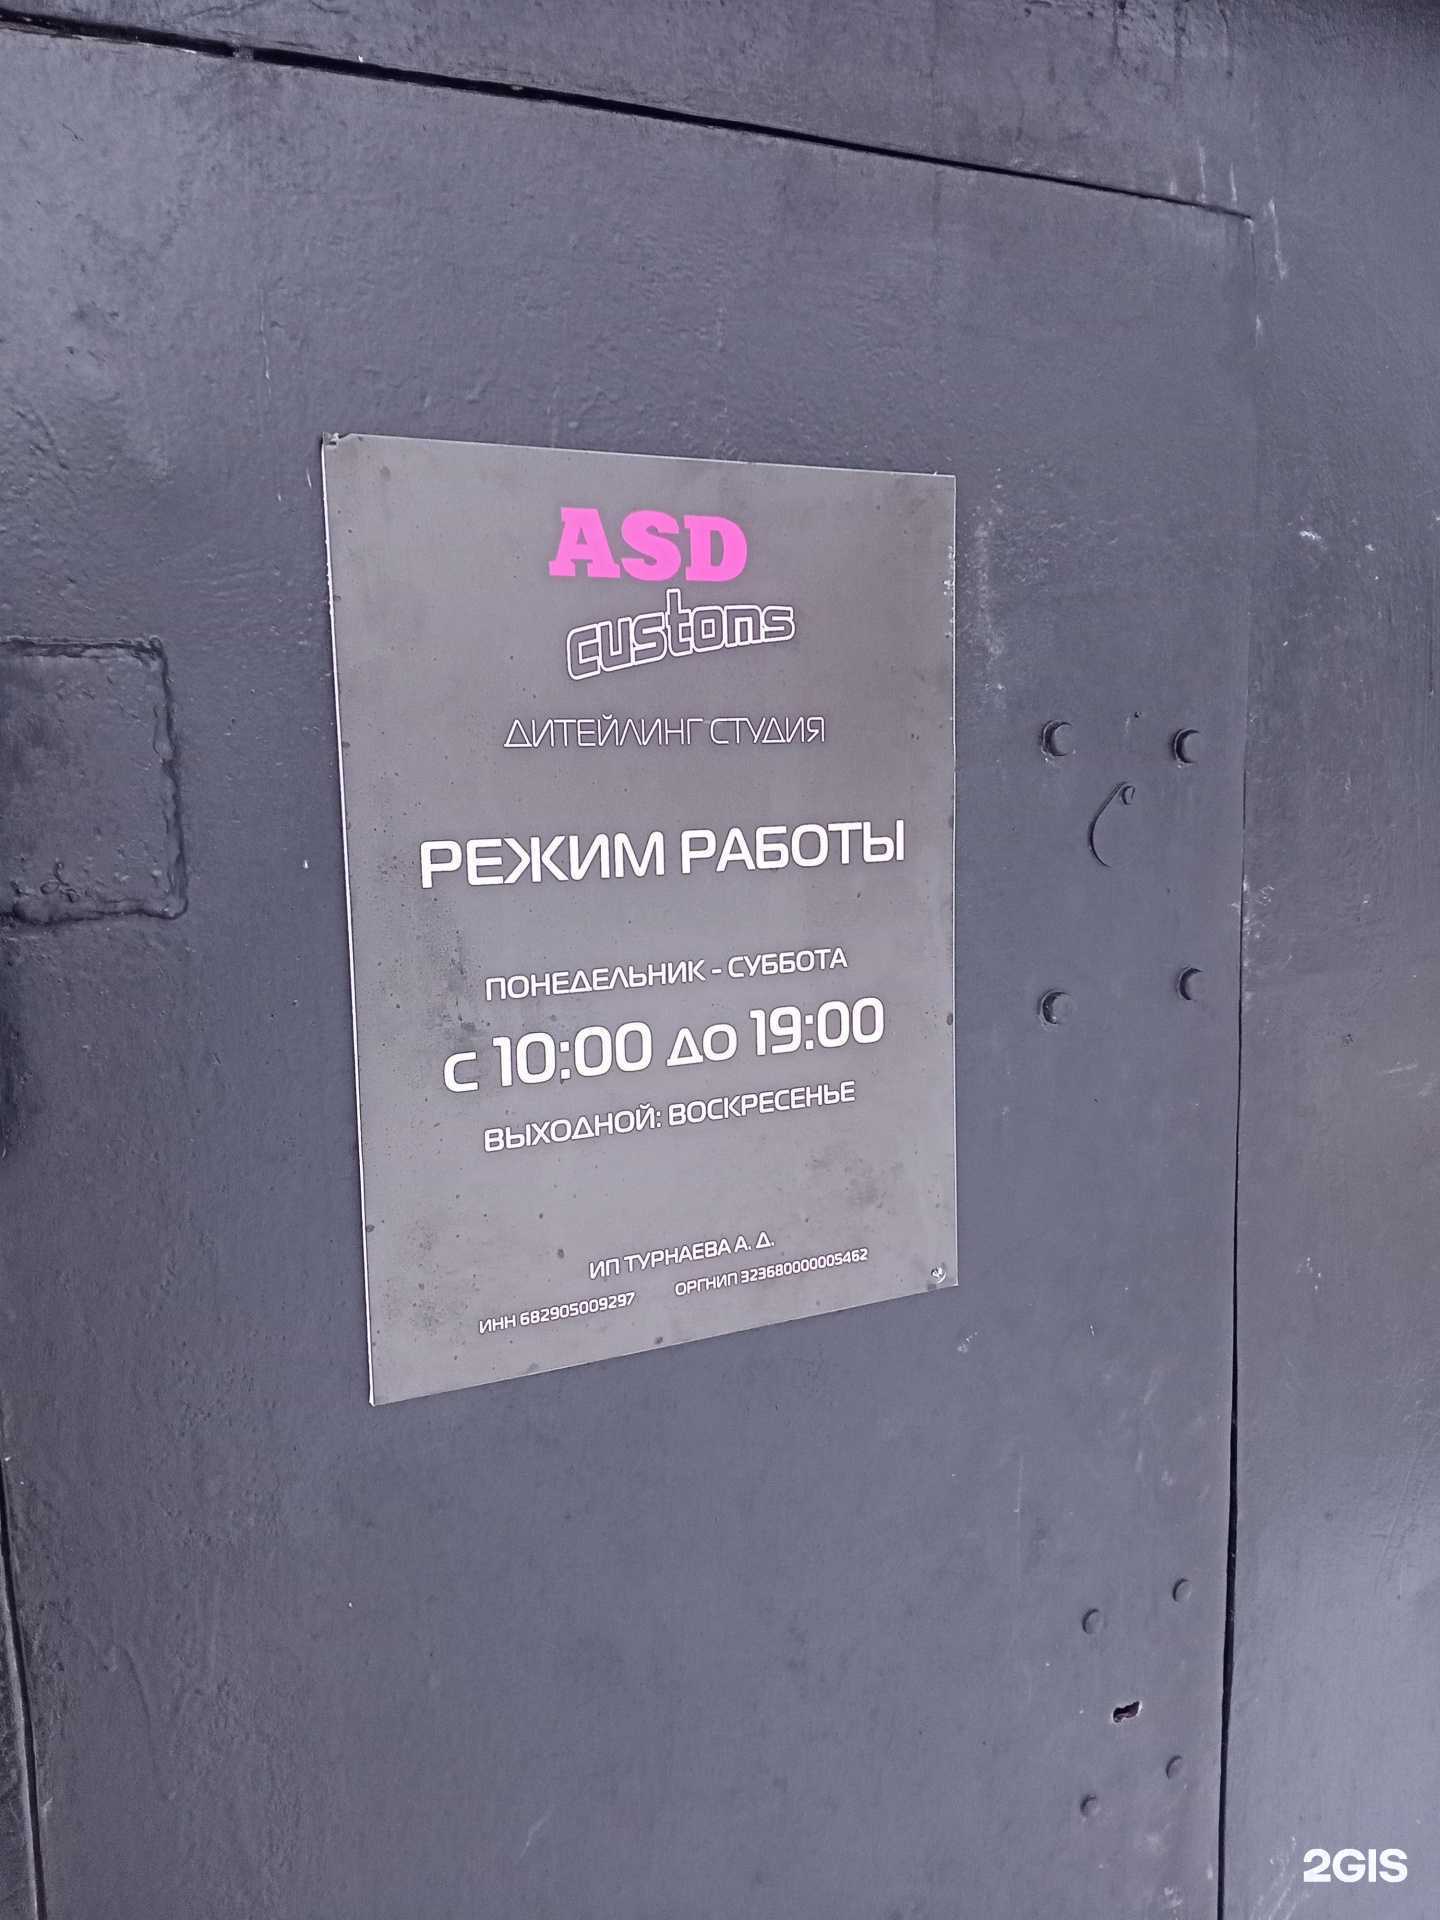 ASD
customs
ДИТЕЙЛИНГ СТУДИЯ
РЕЖИМ РАБОТЫ
ПОНЕДЕЛЬНИК - СУББОТА
С 10:00 ДО 19:00
ВЫХОДНОЙ: ВОСКРЕСЕНЬЕ
ИП ТУРНАЕВА А. Д.
ИНН 682905009297 ОГРНИП 323680000005462
2GIS